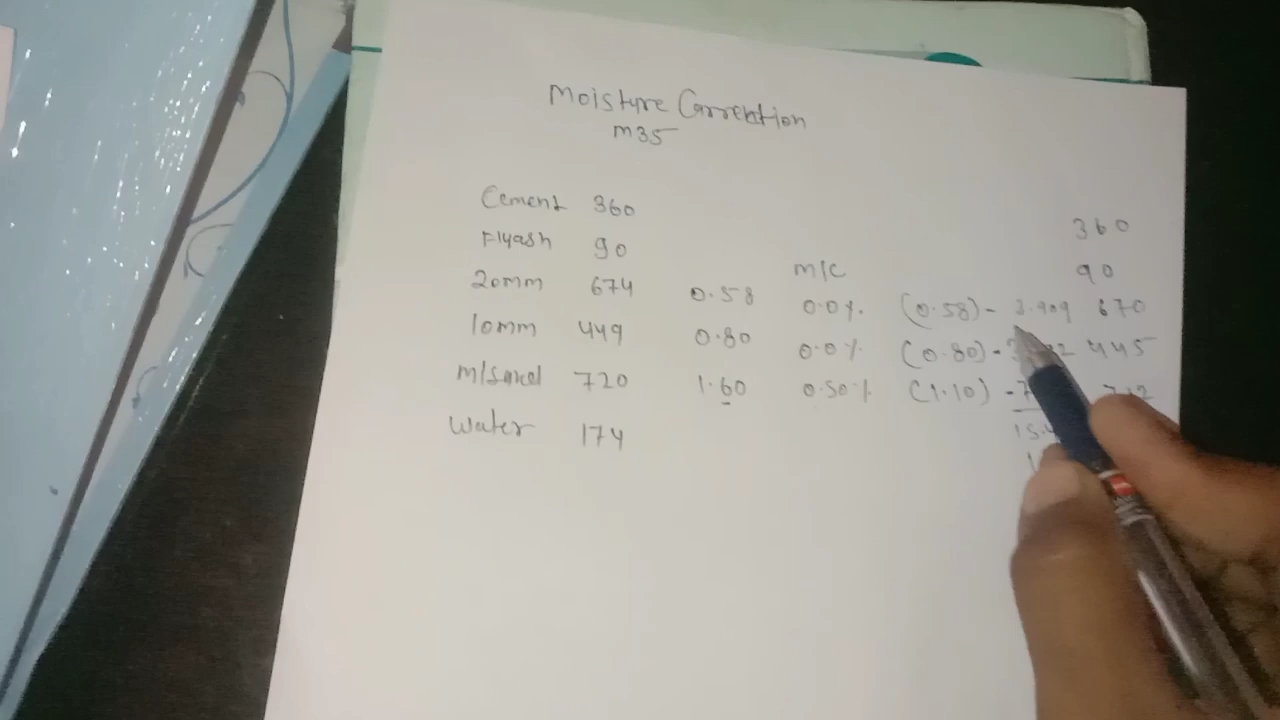 Moisture Correction
M35
Cement 360 360
Flyash 90 90
M/C
20mm 674 0.58 0.0% (0.58) - 3.909 670
10mm 449 0.80 0.0% (0.80) - 445
M/Sand 720 1.60 0.50% (1.10) - 712
Water 174